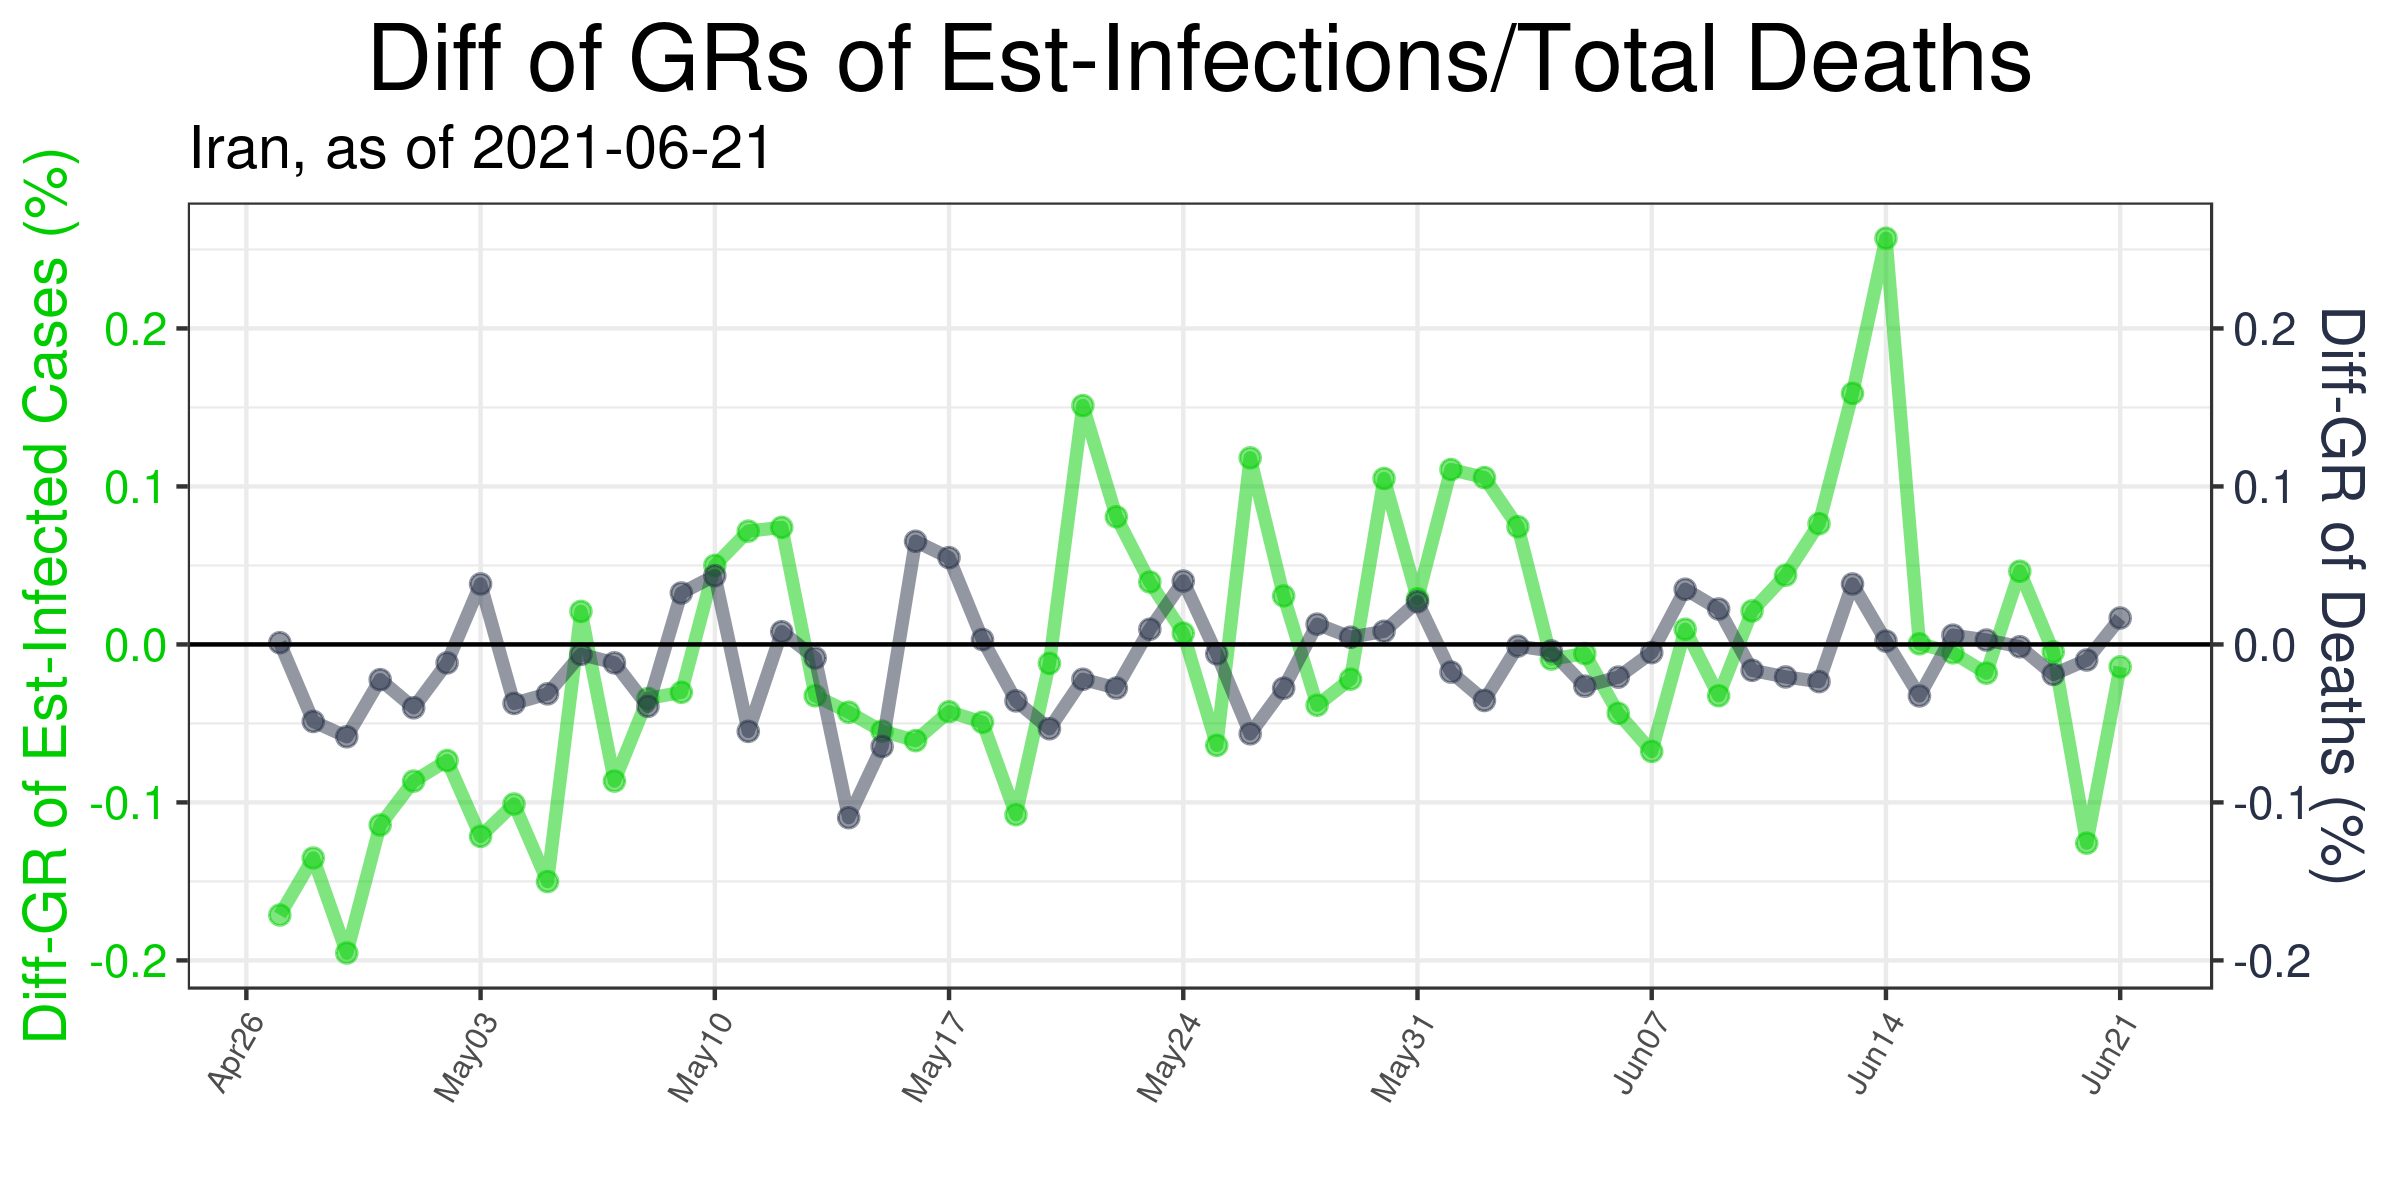 Diff of GRs of Est-Infections/Total Deaths
Iran, as of 2021-06-21
Diff-GR of Est-Infected Cases (%)
0.2
0.1
0.0
-0.1
-0.2
0.2
0.1
0.0
-0.1
-0.2
Diff-GR of Deaths (%)
Apr26
May03
May10
May17
May24
May31
Jun07
Jun14
Jun21